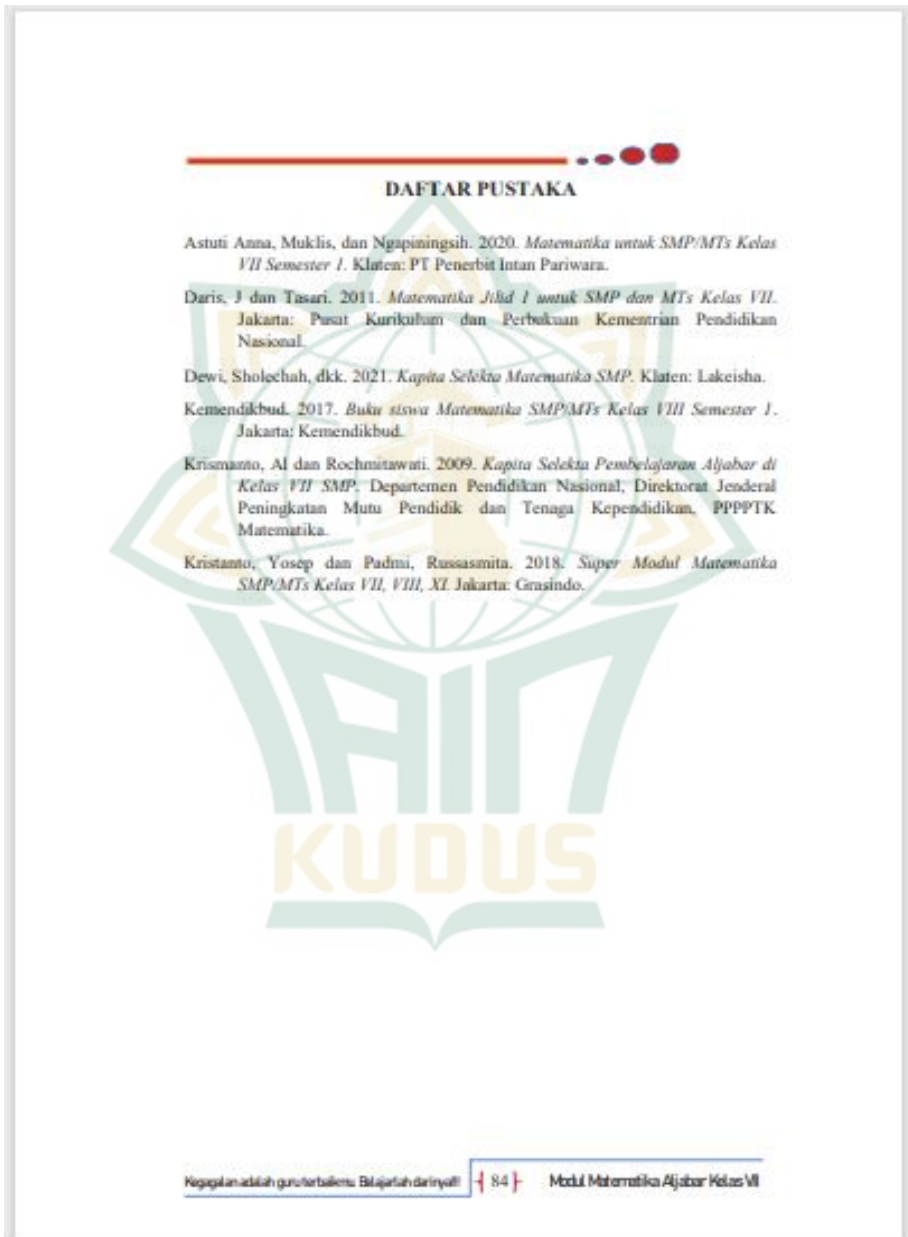 DAFTAR PUSTAKA
Astuti Anna, Muklis, dan Ngapiningsih. 2020. Matematika untuk SMP/MTs Kelas
VII Semester 1. Klaten: PT Penerbit Intan Pariwara.
Daris, J dan Tasari. 2011. Matematika Jilid 1 untuk SMP dan MTs Kelas VII.
Jakarta: Pusat Kurikulum dan Perbukuan Kementrian Pendidikan
Nasional.
Dewi, Sholechah, dkk. 2021. Kapita Selekta Matematika SMP. Klaten: Lakeisha.
Kemendikbud. 2017. Buku siswa Matematika SMP/MTs Kelas VIII Semester 1.
Jakarta: Kemendikbud.
Krismanto, Al dan Rochmitawati. 2009. Kapita Selekta Pembelajaran Aljabar di
Kelas VII SMP. Departemen Pendidikan Nasional, Direktorat Jenderal
Peningkatan Mutu Pendidik dan Tenaga Kependidikan, PPPPTK
Matematika.
Kristanto, Yosep dan Padmi, Russasmita. 2018. Super Modul Matematika
SMP/MTs Kelas VII, VIII, XI. Jakarta: Grasindo.
IAIN
KUDUS
Kegagalan adalah guru terbaikmu. Belajarlah darinya!!!
84
Modul Matematika Aljabar Kelas VII